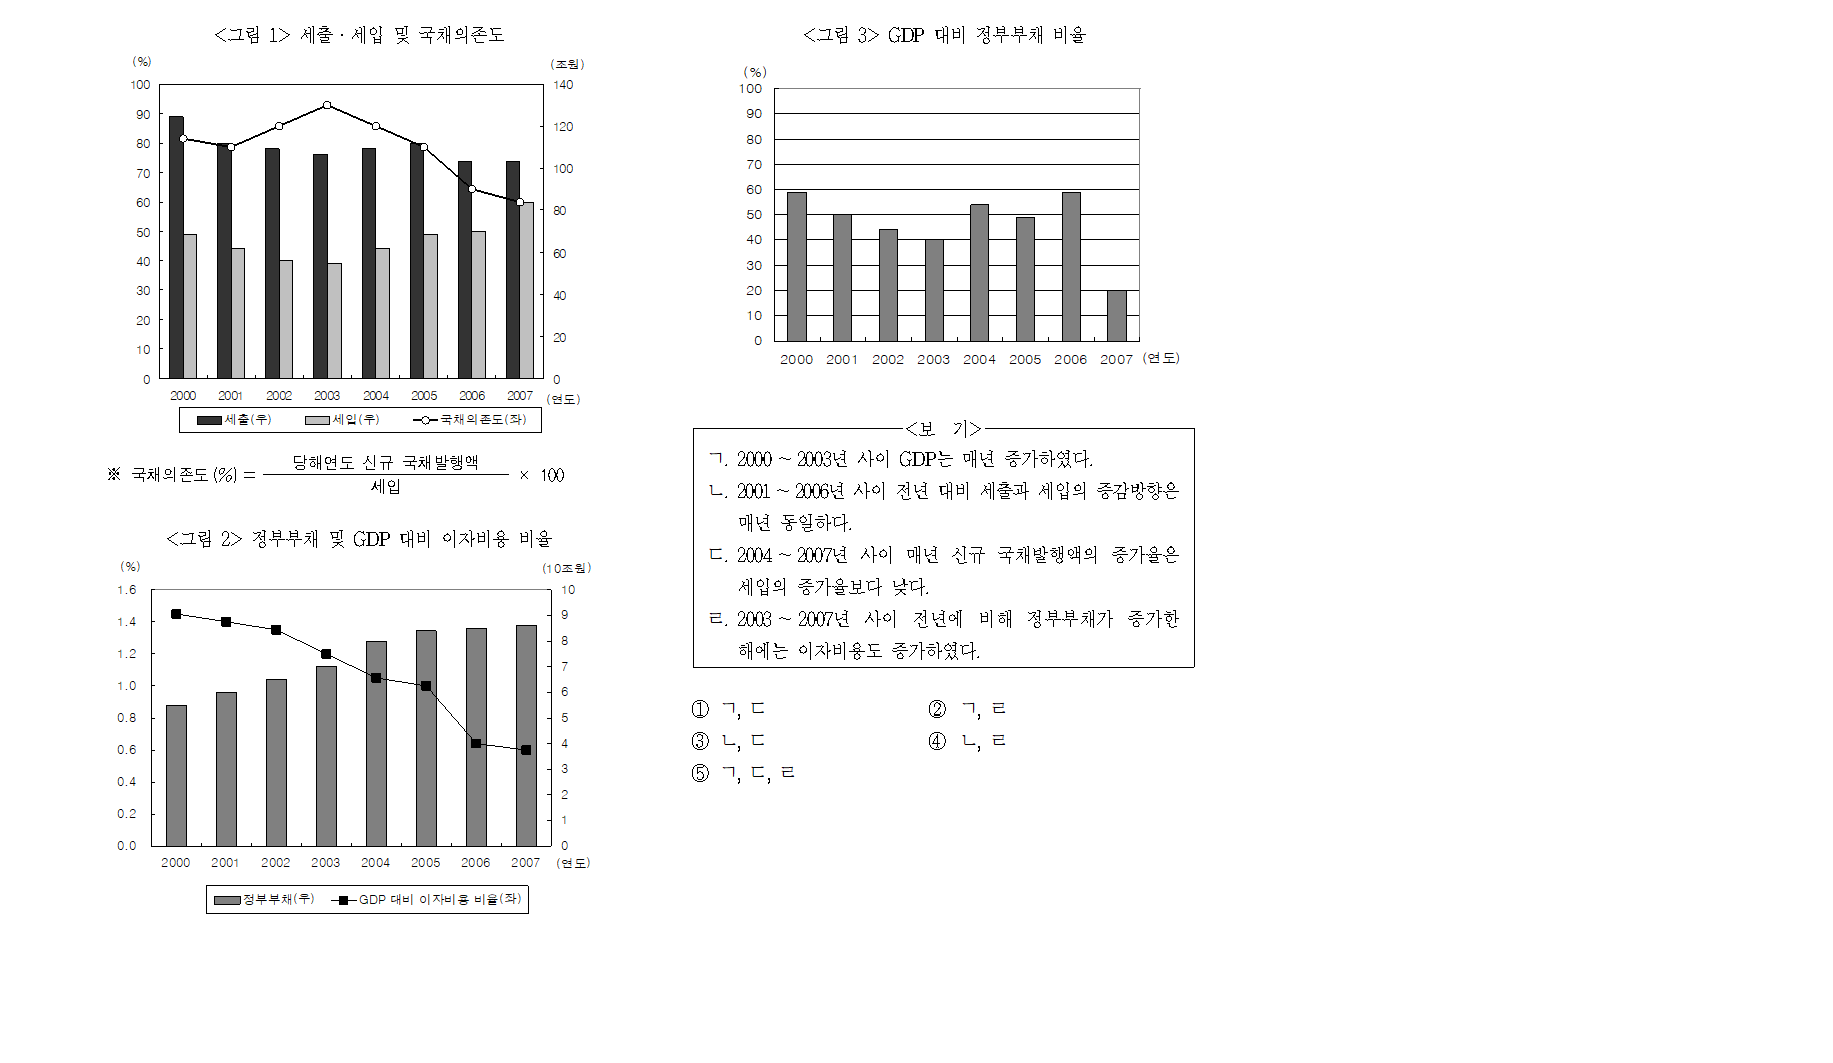 <그림 1> 세출·세입 및 국채의존도
(%)
(조원)
100
90
80
70
60
50
40
30
20
10
0
140
120
100
80
60
40
20
0
2000 2001 2002 2003 2004 2005 2006 2007 (연도)
세출(우) 세입(우) 국채의존도(좌)
※ 국채의존도(%) = 당해연도 신규 국채발행액 / 세입 × 100
<그림 2> 정부부채 및 GDP 대비 이자비용 비율
(%)
(10조원)
1.6
1.4
1.2
1.0
0.8
0.6
0.4
0.2
0.0
10
9
8
7
6
5
4
3
2
1
0
2000 2001 2002 2003 2004 2005 2006 2007 (연도)
정부부채(우) GDP 대비 이자비용 비율(좌)
<그림 3> GDP 대비 정부부채 비율
(%)
100
90
80
70
60
50
40
30
20
10
0
2000 2001 2002 2003 2004 2005 2006 2007 (연도)
<보 기>
ㄱ. 2000 ~ 2003년 사이 GDP는 매년 증가하였다.
ㄴ. 2001 ~ 2006년 사이 전년 대비 세출과 세입의 증감방향은
매년 동일하다.
ㄷ. 2004 ~ 2007년 사이 매년 신규 국채발행액의 증가율은
세입의 증가율보다 낮다.
ㄹ. 2003 ~ 2007년 사이 전년에 비해 정부부채가 증가한
해에는 이자비용도 증가하였다.
① ㄱ, ㄷ ② ㄱ, ㄹ
③ ㄴ, ㄷ ④ ㄴ, ㄹ
⑤ ㄱ, ㄷ, ㄹ